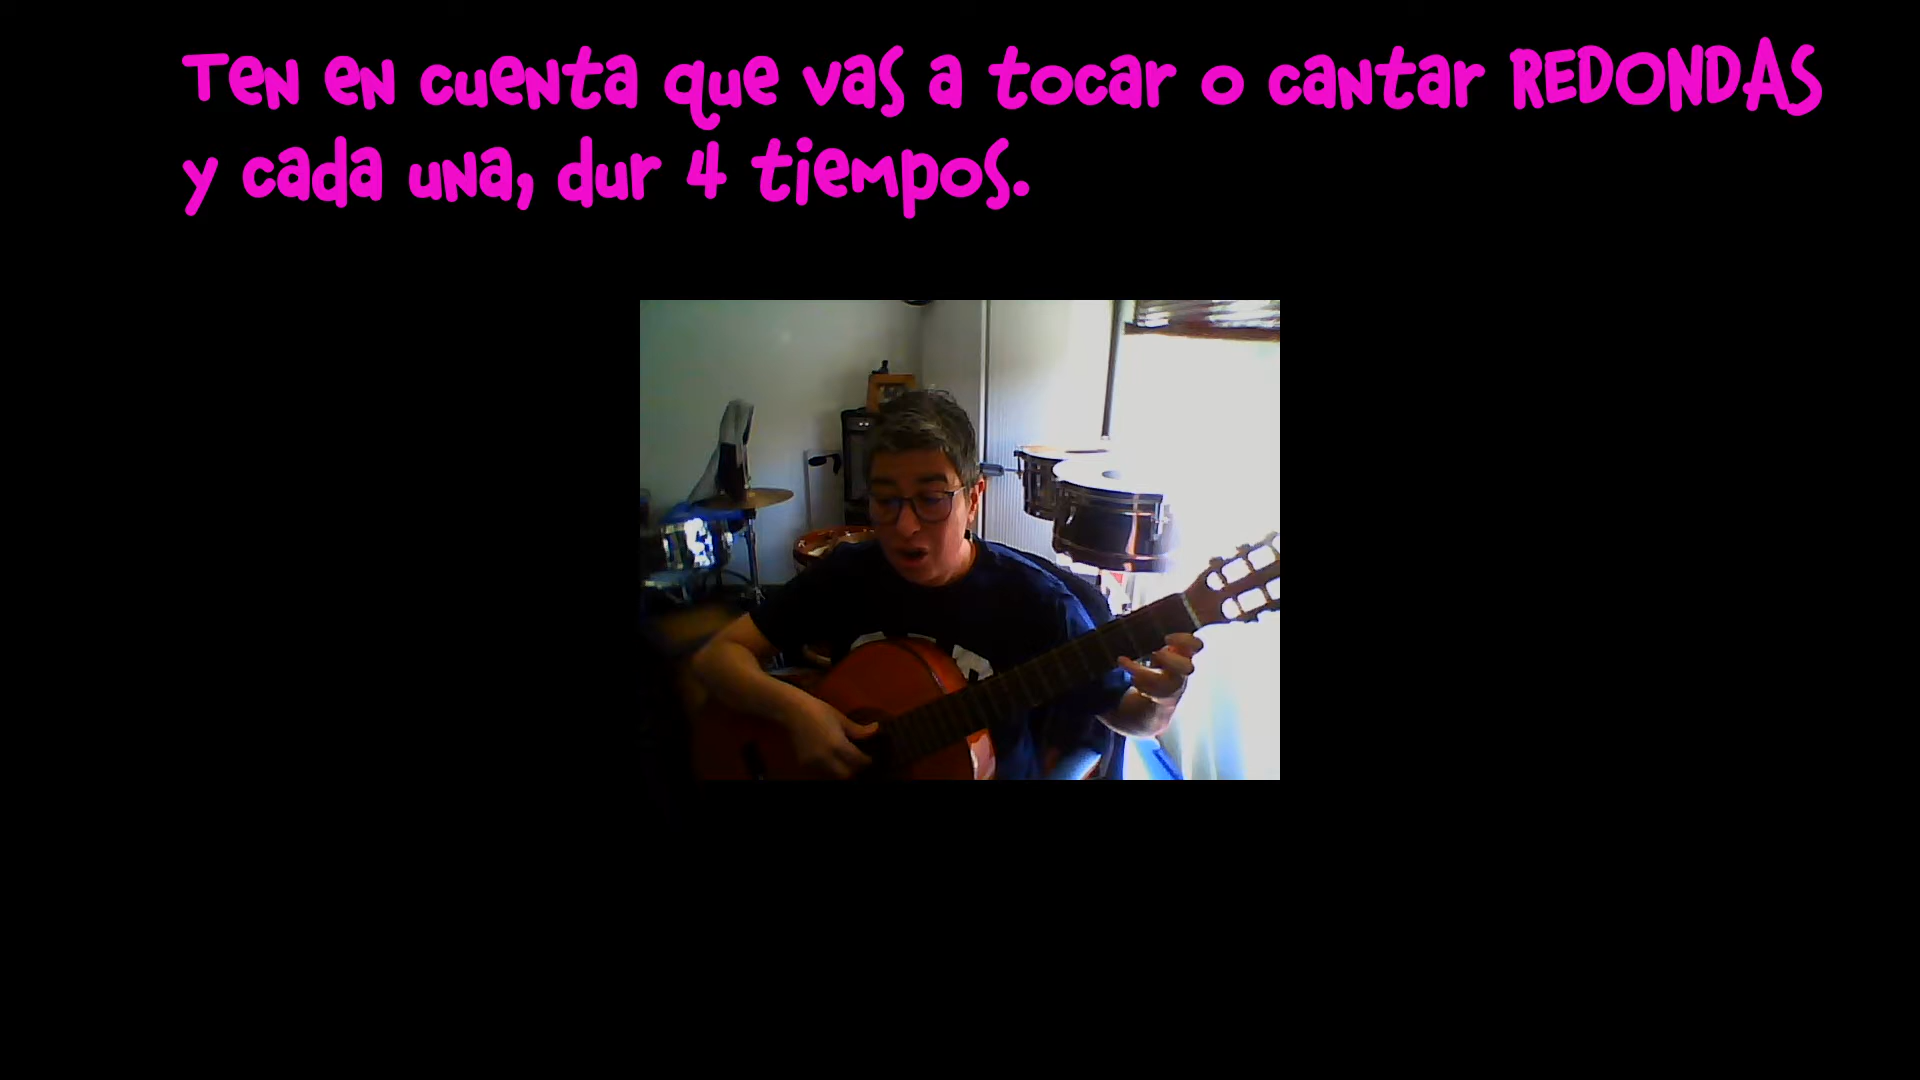 Ten en cuenta que vas a tocar o cantar REDONDAS
y cada una, dur 4 tiempos.